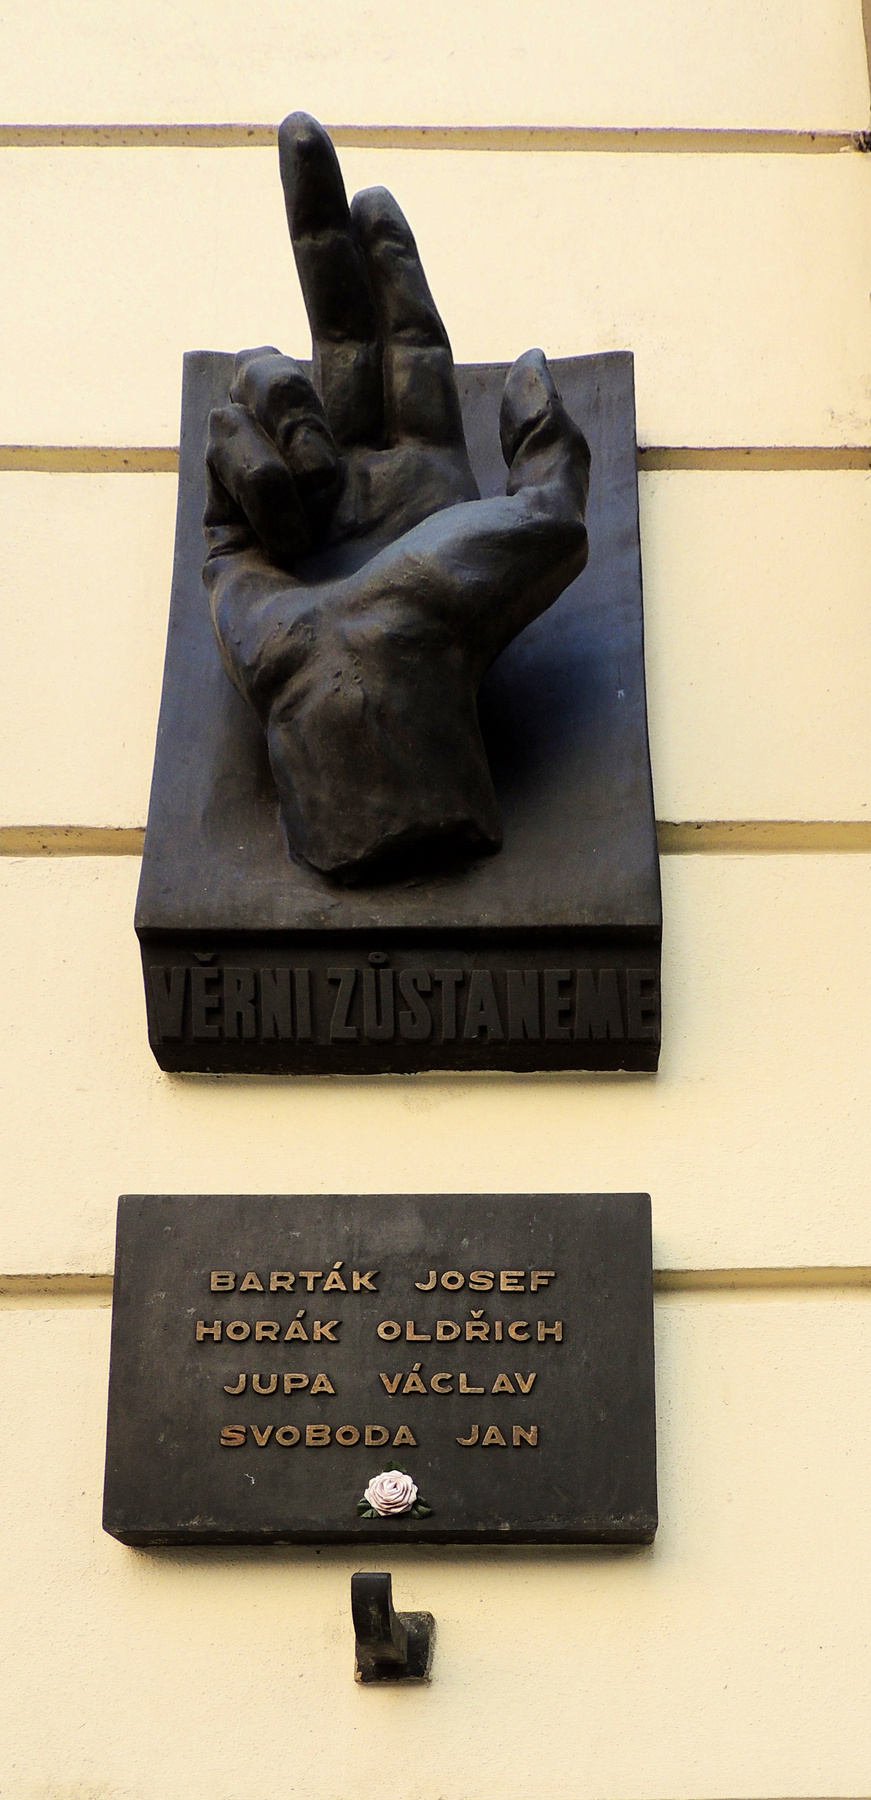 VĚRNI ZŮSTANEME
BARTÁK JOSEF
HORÁK OLDŘICH
JUPA VÁCLAV
SVOBODA JAN